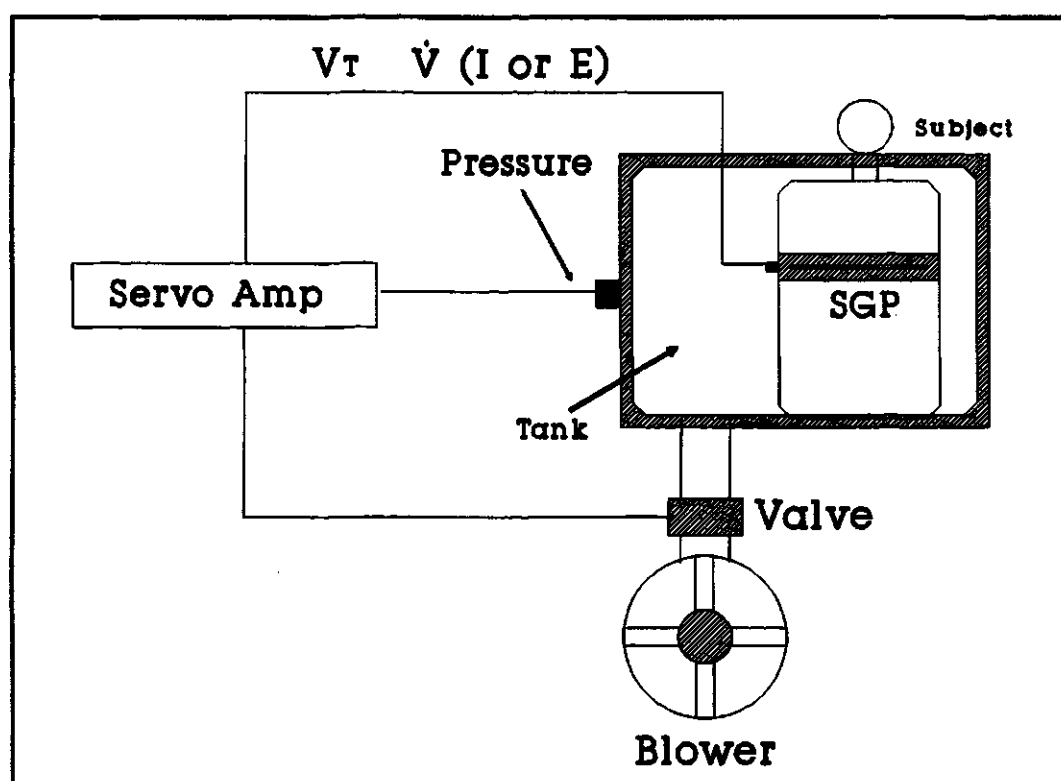 VT V̇ (I or E)
Subject
Pressure
Servo Amp
SGP
Tank
Valve
Blower